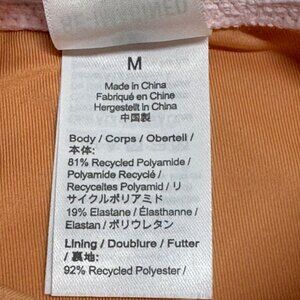 M
Made in China
Fabriqué en Chine
Hergestellt in China
中国製
Body / Corps / Oberteil /
本体:
81% Recycled Polyamide /
Polyamide Recyclé /
Recyceltes Polyamid / リ
サイクルポリアミド
19% Elastane / Élasthanne /
Elastan / ポリウレタン
Lining / Doublure / Futter
/ 裏地:
92% Recycled Polyester /